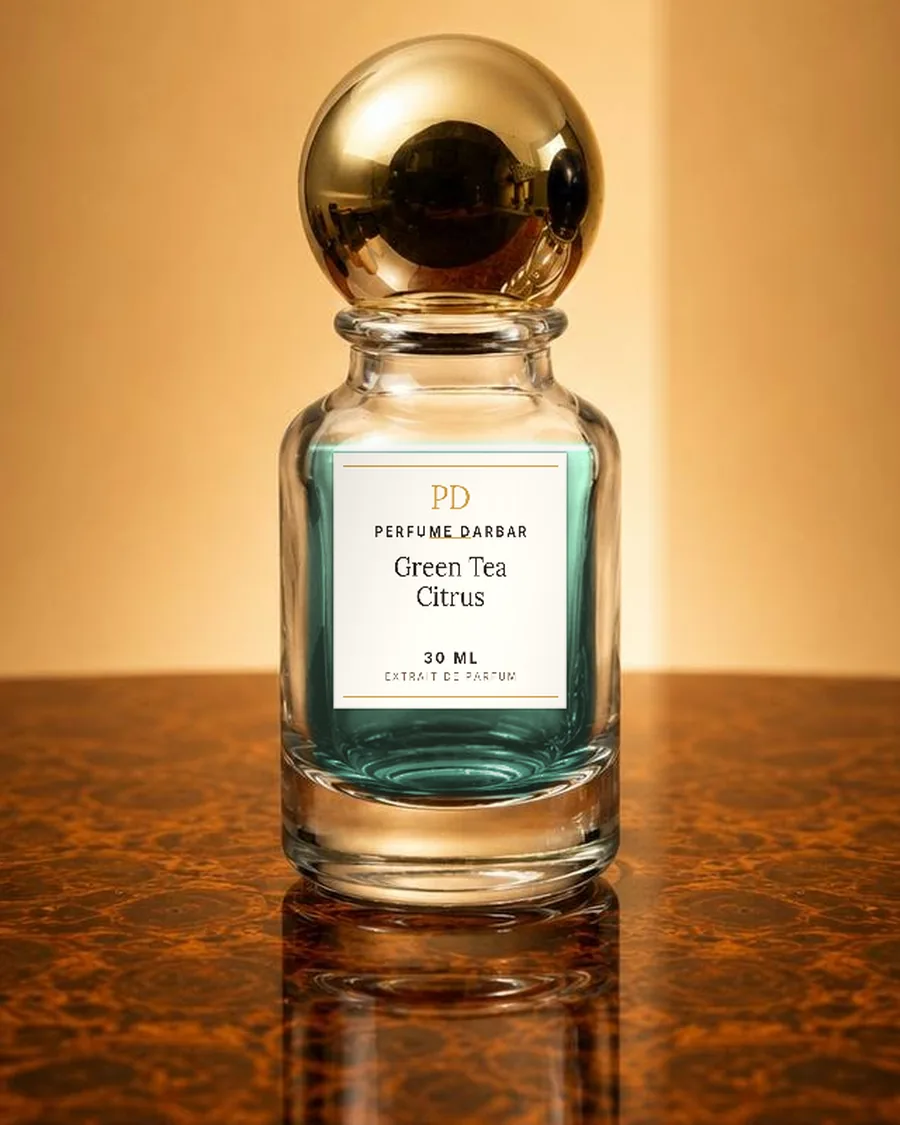 PD
PERFUME DARBAR
Green Tea
Citrus
30 ML
EXTRAIT DE PARFUM